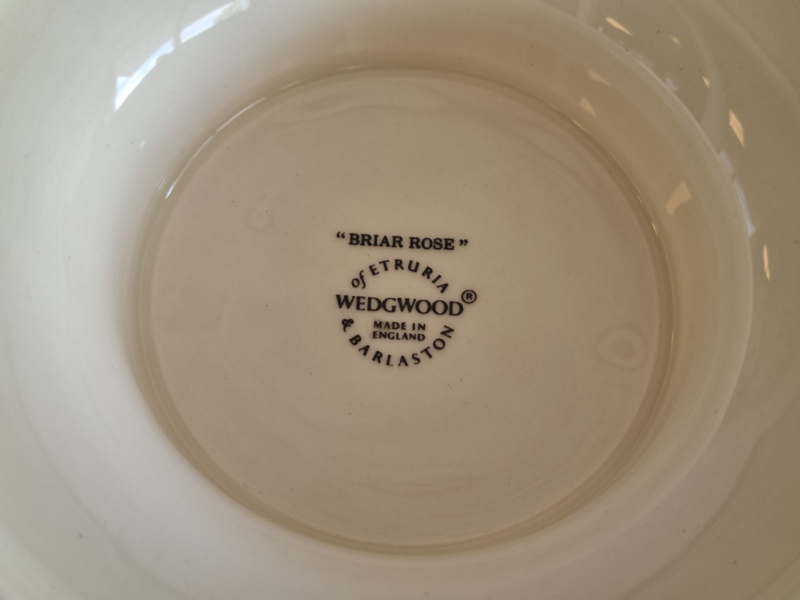 “BRIAR ROSE”
of ETRURIA
WEDGWOOD®
MADE IN
ENGLAND
& BARLASTON